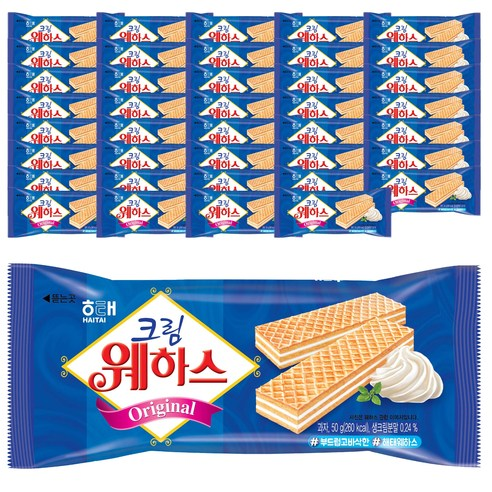 ◀뜯는곳
해태
HAITAI
크림
웨하스
Original
과자, 50 g(260 kcal), 생크림분말 0.24 %
#부드럽고바삭한 #해태웨하스